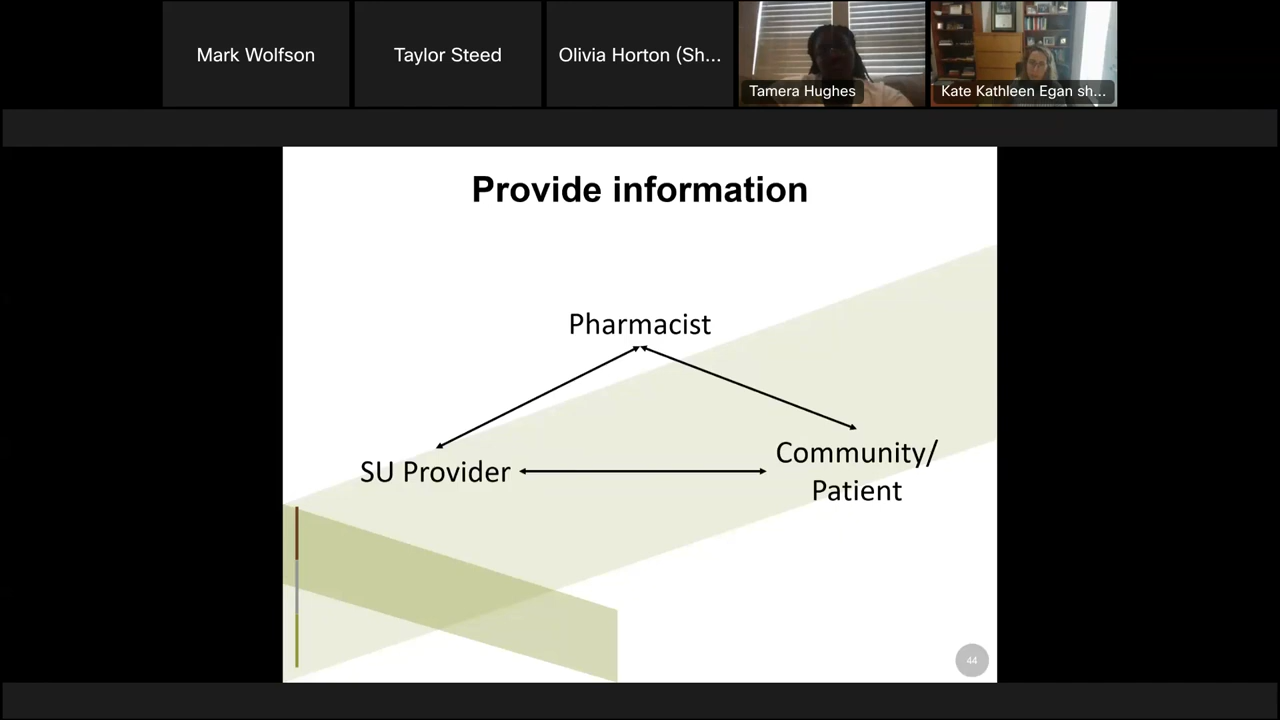 Mark Wolfson
Taylor Steed
Olivia Horton (Sh...
Tamera Hughes
Kate Kathleen Egan sh...
Provide information
Pharmacist
SU Provider
Community/
Patient
44